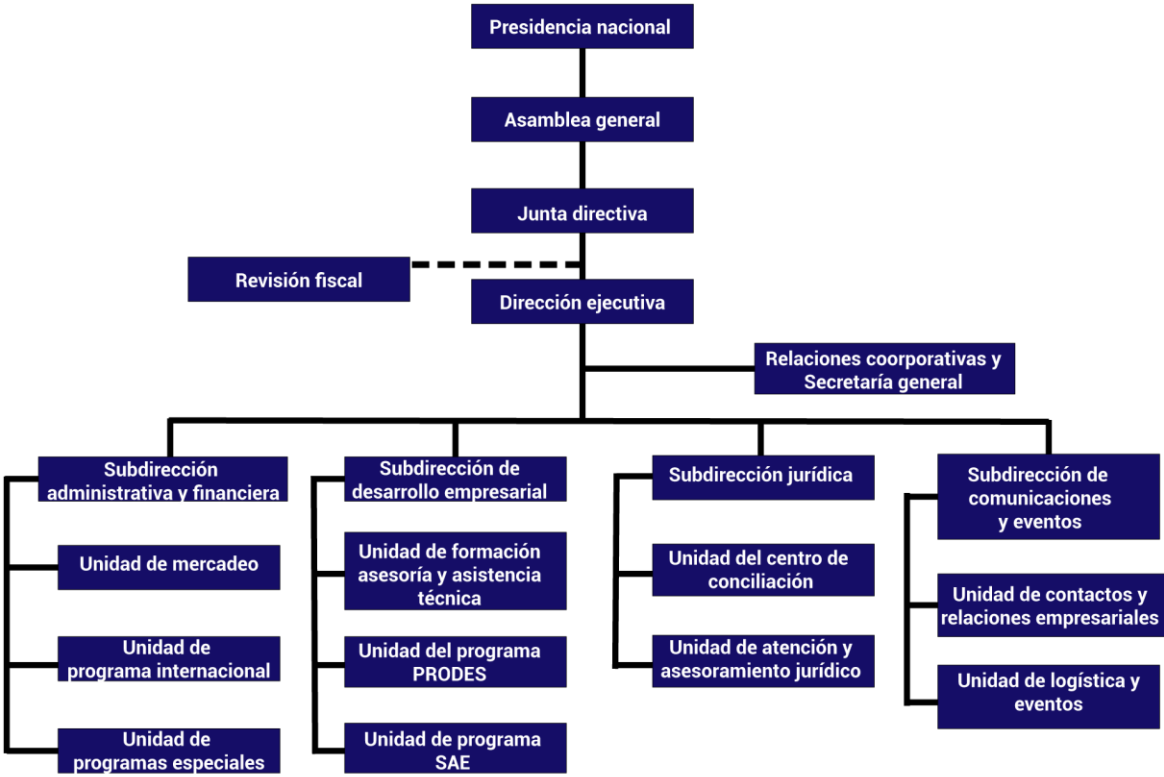 Presidencia nacional
Asamblea general
Junta directiva
Revisión fiscal
Dirección ejecutiva
Relaciones coorporativas y
Secretaría general
Subdirección
administrativa y financiera
Unidad de mercadeo
Unidad de
programa internacional
Unidad de
programas especiales
Subdirección de
desarrollo empresarial
Unidad de formación
asesoría y asistencia
técnica
Unidad del programa
PRODES
Unidad de programa
SAE
Subdirección jurídica
Unidad del centro de
conciliación
Unidad de atención y
asesoramiento jurídico
Subdirección de
comunicaciones
y eventos
Unidad de contactos y
relaciones empresariales
Unidad de logística y
eventos